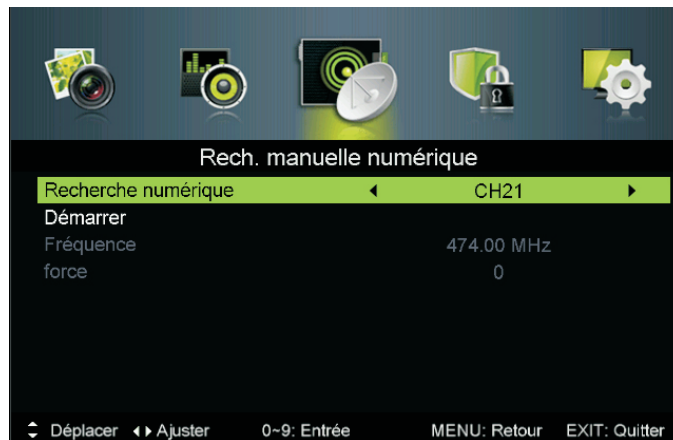 Rech. manuelle numérique
Recherche numérique CH21
Démarrer
Fréquence 474.00 MHz
force 0
Déplacer Ajuster 0~9: Entrée MENU: Retour EXIT: Quitter